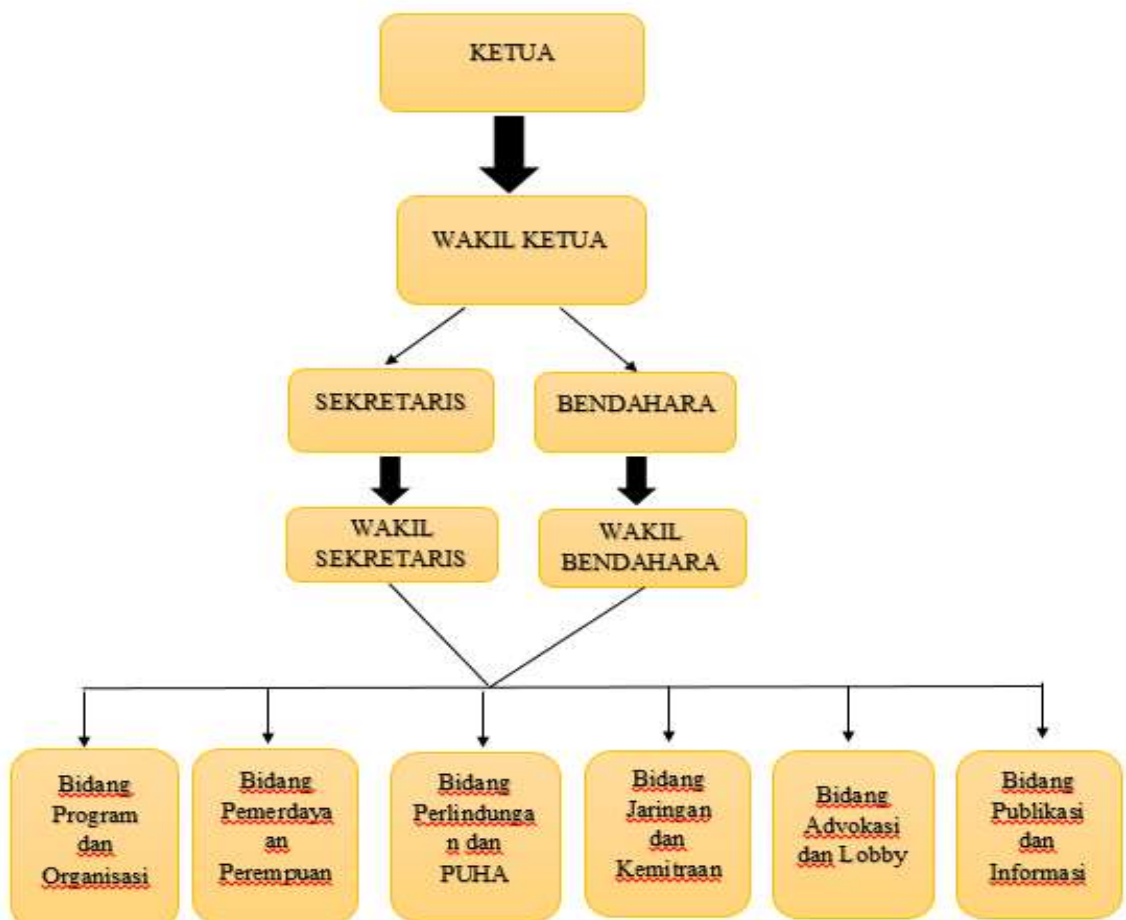 KETUA
WAKIL KETUA
SEKRETARIS
BENDAHARA
WAKIL
SEKRETARIS
WAKIL
BENDAHARA
Bidang
Program
dan
Organisasi
Bidang
Pemerdaya
an
Perempuan
Bidang
Perlindunga
n dan
PUHA
Bidang
Jaringan
dan
Kemitraan
Bidang
Advokasi
dan Lobby
Bidang
Publikasi
dan
Informasi